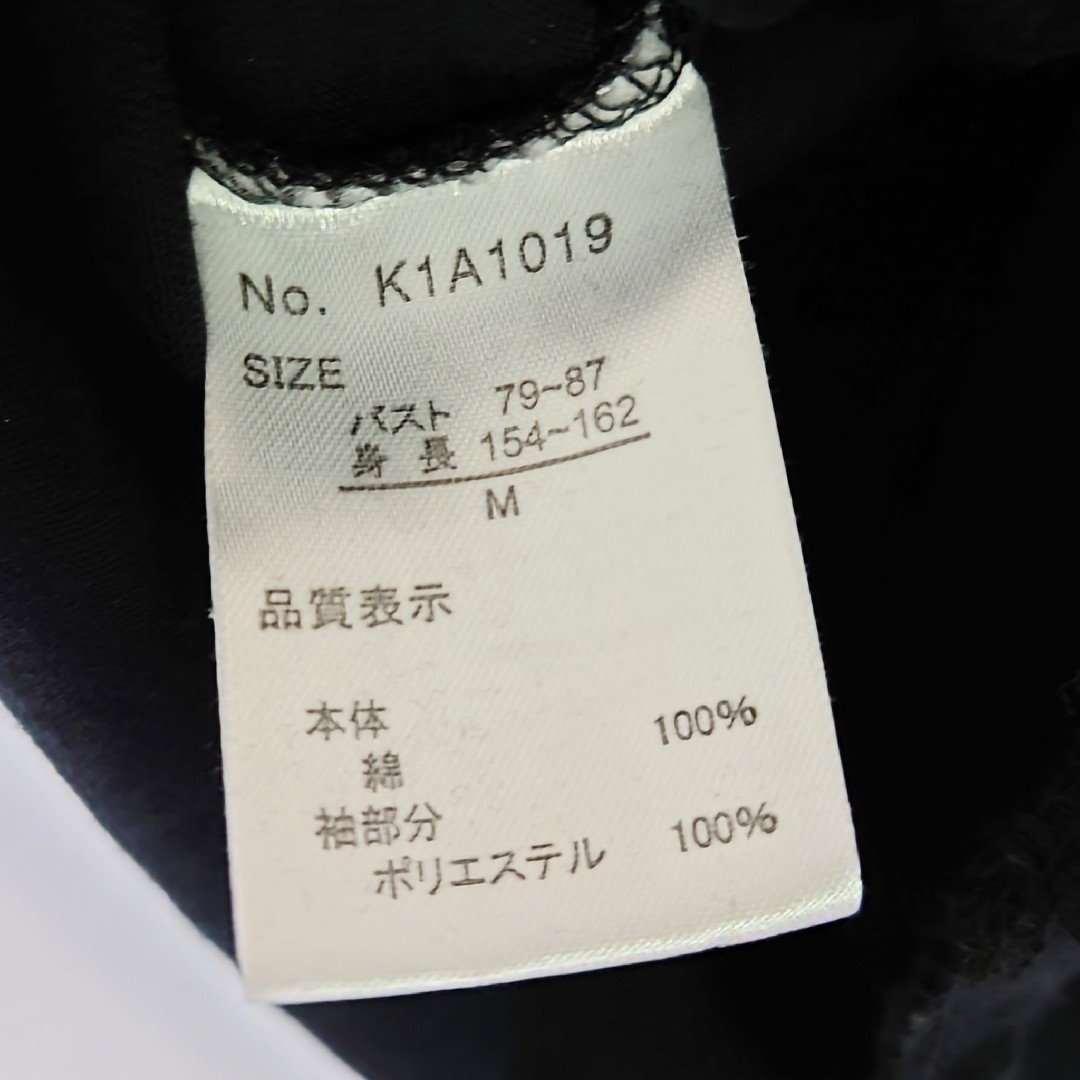 No. K1A1019
SIZE
バスト 79~87
身 長 154~162
M
品質表示
本体
綿 100%
袖部分
ポリエステル 100%